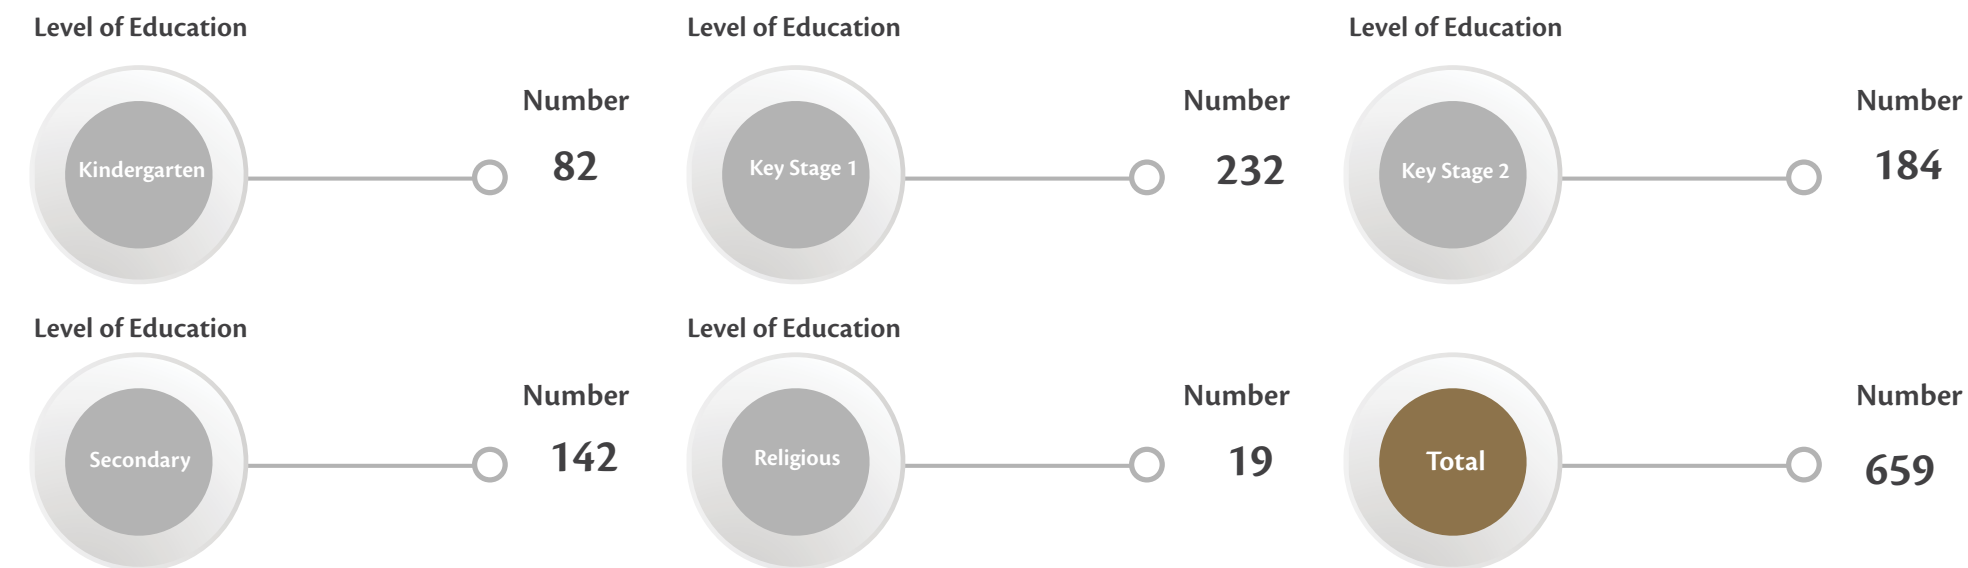 Level of Education
Kindergarten
Number
82
Level of Education
Key Stage 1
Number
232
Level of Education
Key Stage 2
Number
184
Level of Education
Secondary
Number
142
Level of Education
Religious
Number
19
Total
Number
659